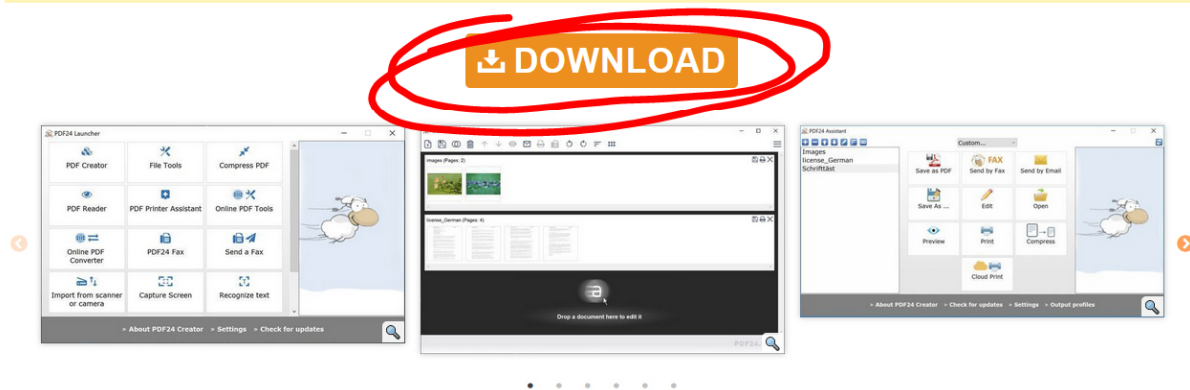 DOWNLOAD
PDF24 Launcher
PDF Creator
File Tools
Compress PDF
PDF Reader
PDF Printer Assistant
Online PDF Tools
Online PDF
Converter
PDF24 Fax
Send a Fax
Import from scanner
or camera
Capture Screen
Recognize text
» About PDF24 Creator » Settings » Check for updates
images (Pages: 2)
license_German (Pages: 4)
Drop a document here to edit it
PDF24.
PDF24 Assistant
Custom...
Images
license_German
Schrifttäst
Save as PDF
FAX
Send by Fax
Send by Email
Save As ...
Edit
Open
Preview
Print
Compress
Cloud Print
» About PDF24 Creator » Check for updates » Settings » Output profiles